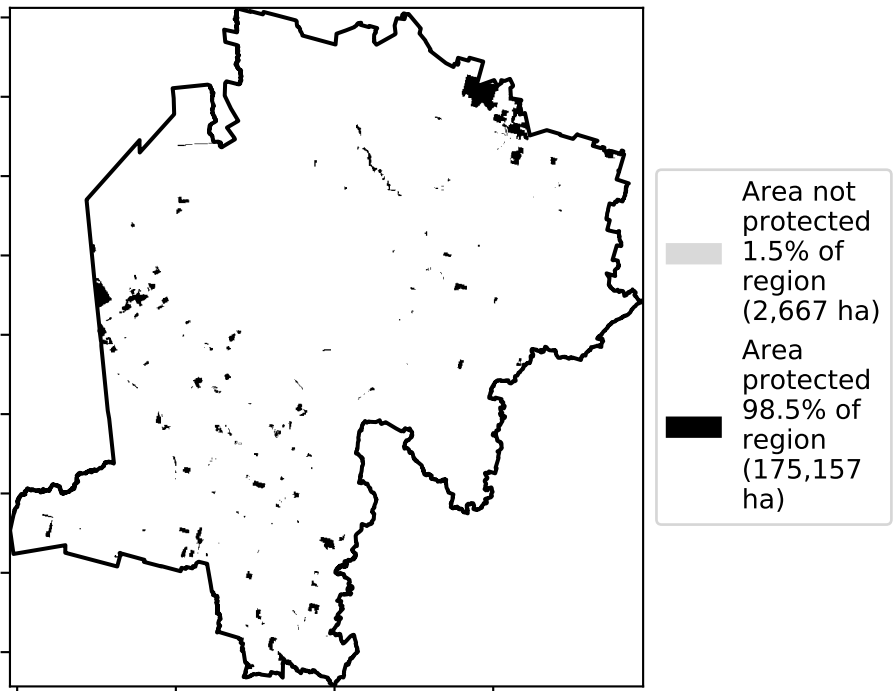 Area not
protected
1.5% of
region
(2,667 ha)
Area
protected
98.5% of
region
(175,157
ha)